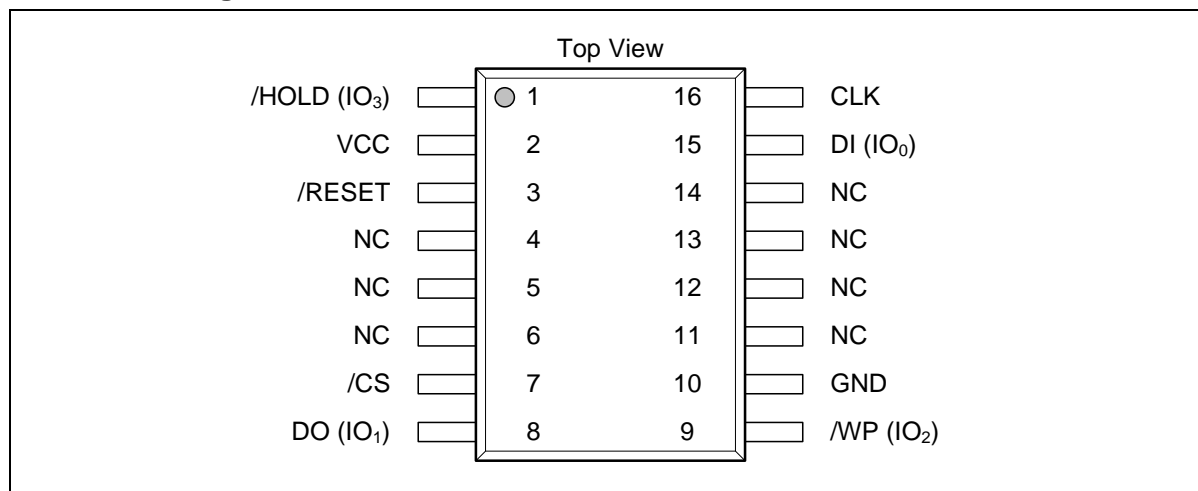 Top View
/HOLD (IO₃) 1 16 CLK
VCC 2 15 DI (IO₀)
/RESET 3 14 NC
NC 4 13 NC
NC 5 12 NC
NC 6 11 NC
/CS 7 10 GND
DO (IO₁) 8 9 /WP (IO₂)